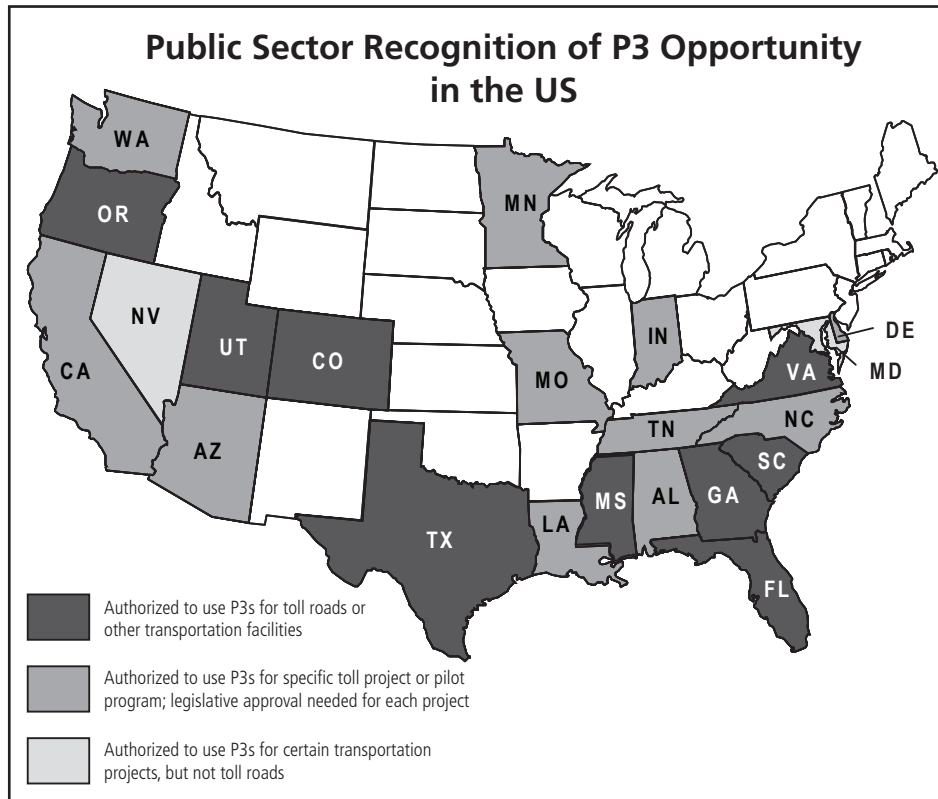 Public Sector Recognition of P3 Opportunity
in the US
WA
OR
MN
NV
UT
CO
CA
IN
DE
MO
VA
MD
AZ
TN
NC
SC
MS
AL
GA
LA
TX
FL
Authorized to use P3s for toll roads or
other transportation facilities
Authorized to use P3s for specific toll project or pilot
program; legislative approval needed for each project
Authorized to use P3s for certain transportation
projects, but not toll roads